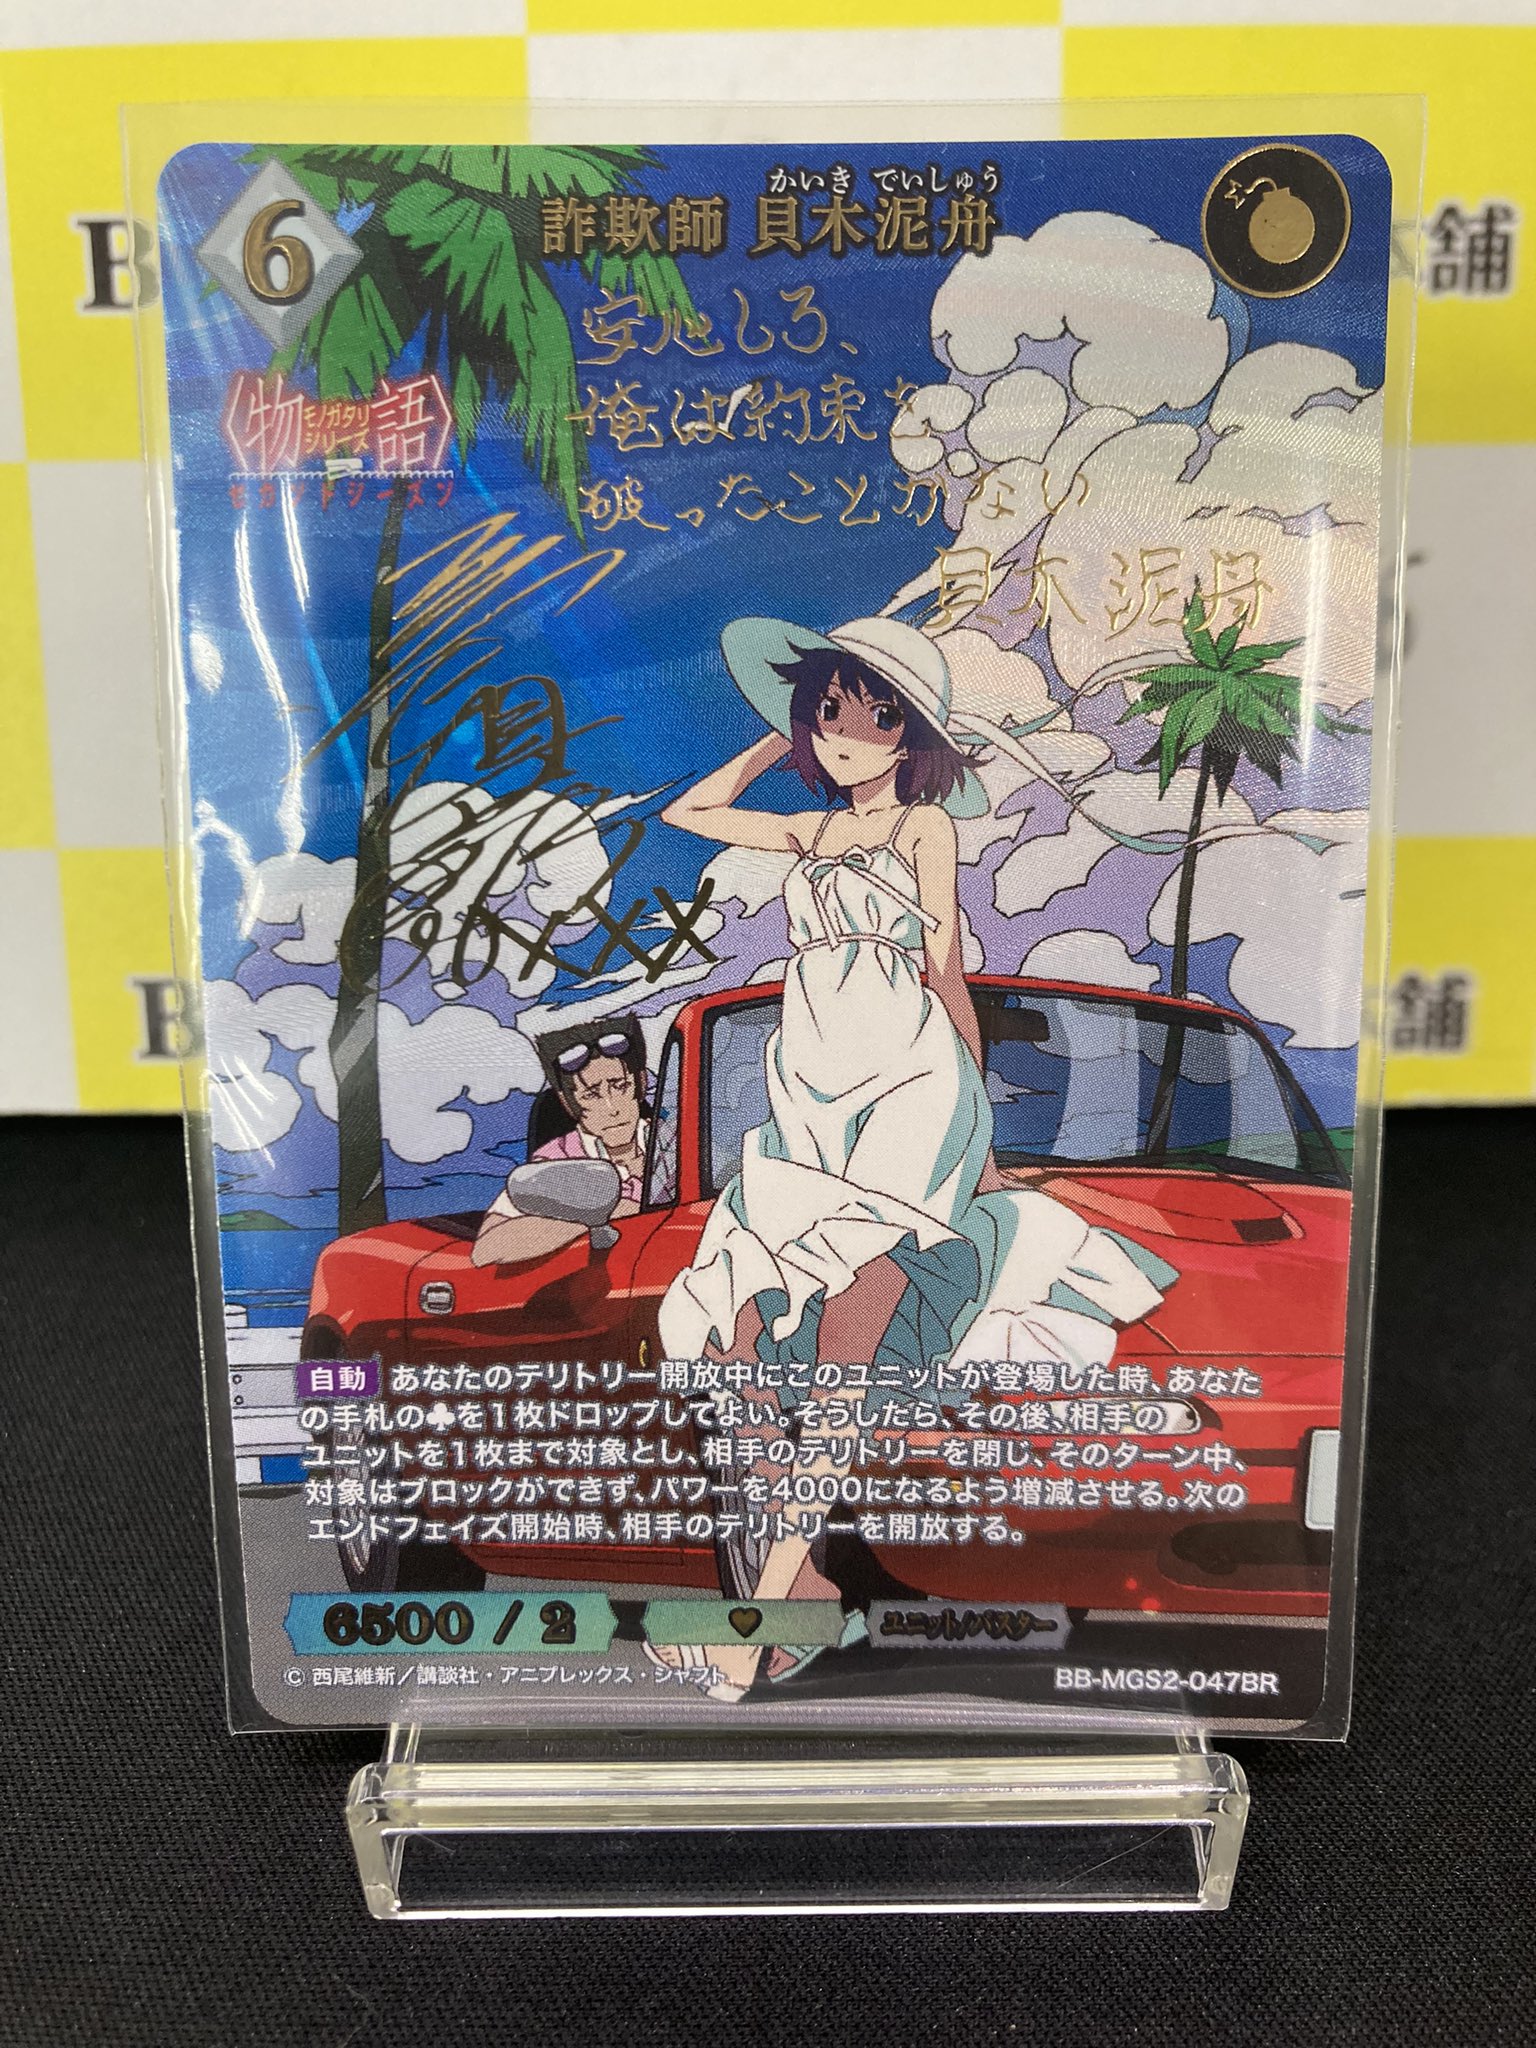 かいき でいしゅう
詐欺師 貝木泥舟
6
安心しろ、
俺は約束を
破ったことがない
貝木泥舟
物語
モノガタリ
シリーズ
セカンドシーズン
自動 あなたのテリトリー開放中にこのユニットが登場した時、あなた
の手札の♣を1枚ドロップしてよい。そうしたら、その後、相手の
ユニットを1枚まで対象とし、相手のテリトリーを閉じ、そのターン中、
対象はブロックができず、パワーを4000になるよう増減させる。次の
エンドフェイズ開始時、相手のテリトリーを開放する。
6500 / 2
♥
ユニット/バスター
© 西尾維新／講談社・アニプレックス・シャフト
BB-MGS2-047BR
舗
舗